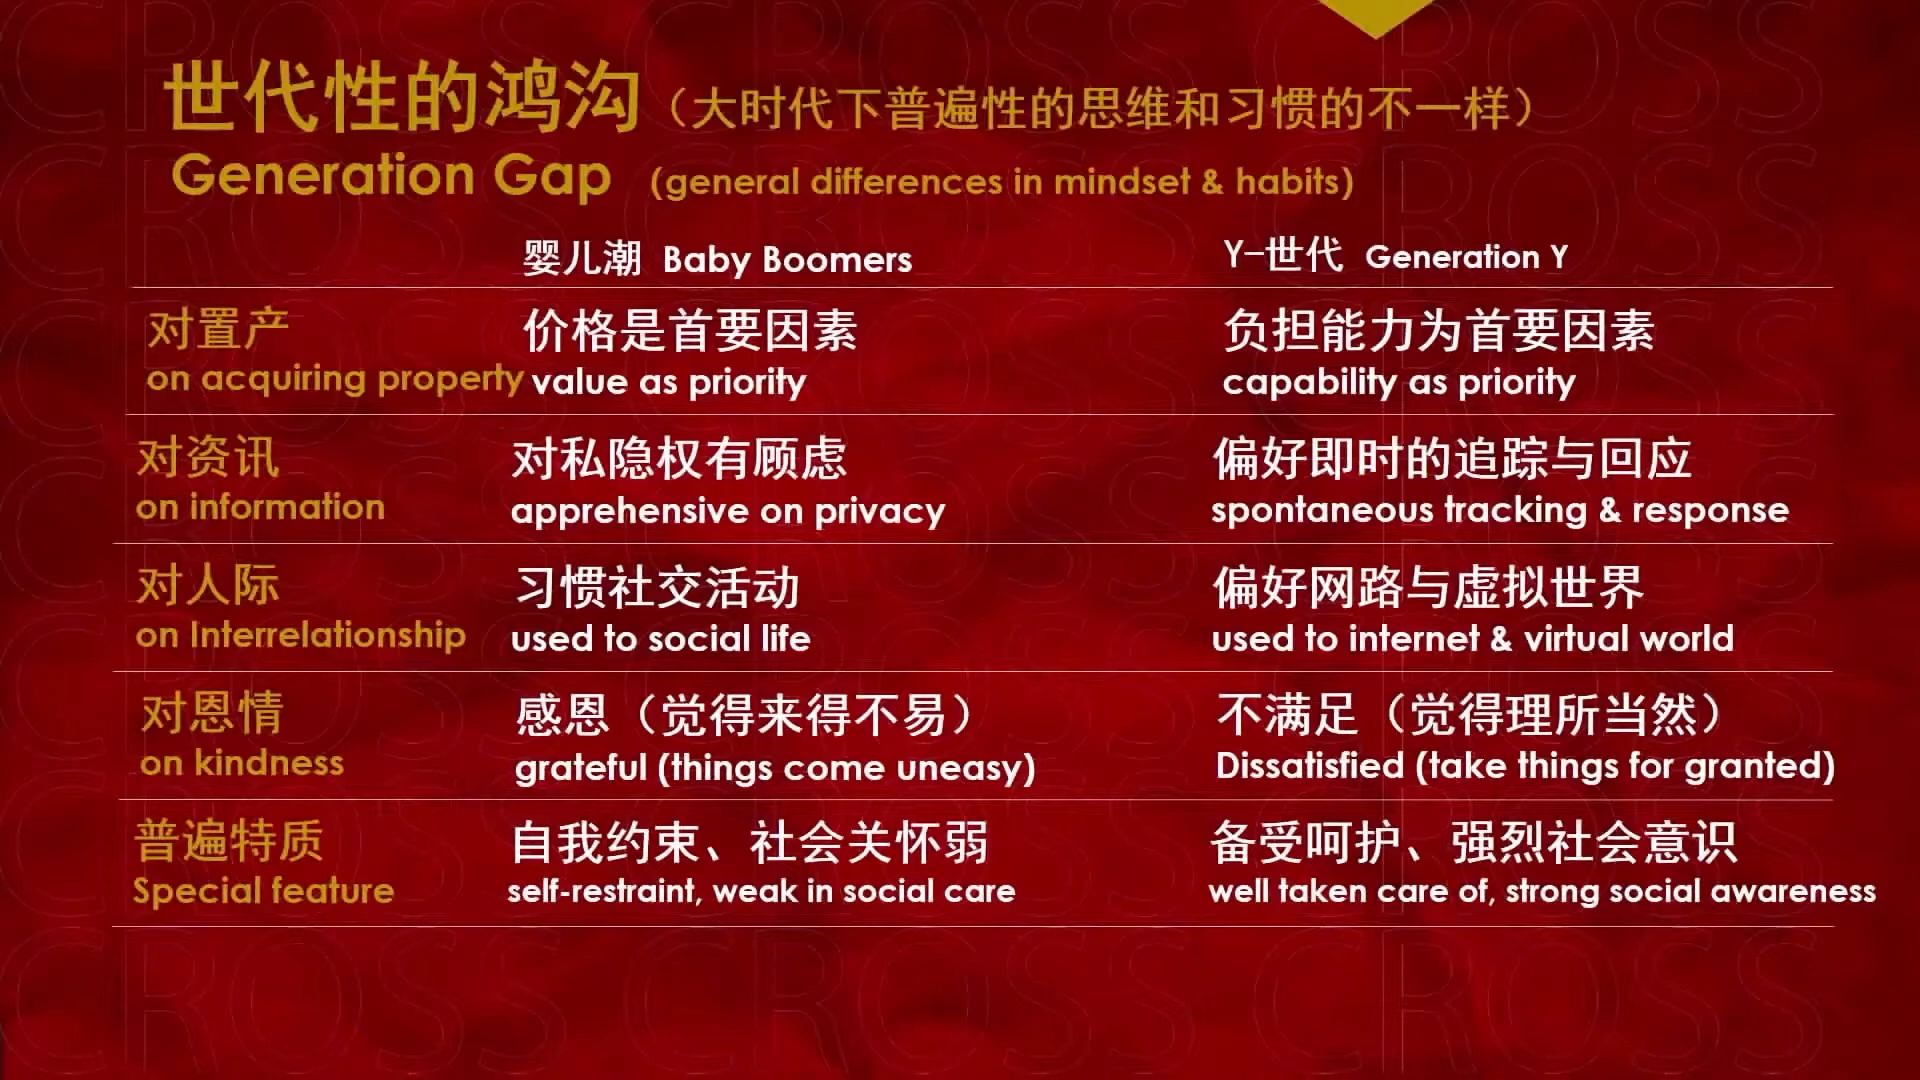 世代性的鸿沟（大时代下普遍性的思维和习惯的不一样）
Generation Gap (general differences in mindset & habits)
婴儿潮 Baby Boomers Y-世代 Generation Y
对置产 价格是首要因素 负担能力为首要因素
on acquiring property value as priority capability as priority
对资讯 对私隐权有顾虑 偏好即时的追踪与回应
on information apprehensive on privacy spontaneous tracking & response
对人际 习惯社交活动 偏好网路与虚拟世界
on Interrelationship used to social life used to internet & virtual world
对恩情 感恩（觉得来得不易） 不满足（觉得理所当然）
on kindness grateful (things come uneasy) Dissatisfied (take things for granted)
普遍特质 自我约束、社会关怀弱 备受呵护、强烈社会意识
Special feature self-restraint, weak in social care well taken care of, strong social awareness